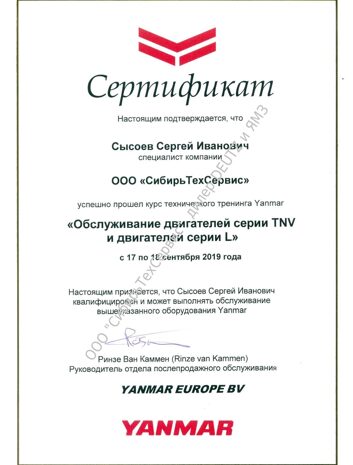 Сертификат
Настоящим подтверждается, что
Сысоев Сергей Иванович
специалист компании
ООО «СибирьТехСервис»
успешно прошел курс технического тренинга Yanmar
«Обслуживание двигателей серии TNV
и двигателей серии L»
с 17 по 18 сентября 2019 года
Настоящим признается, что Сысоев Сергей Иванович
квалифицирован и может выполнять обслуживание
вышеуказанного оборудования Yanmar
ООО "СибирьТехСервис" - дилер DEUTZ и ЯМЗ
Ринзе Ван Каммен (Rinze van Kammen)
Руководитель отдела послепродажного обслуживания
YANMAR EUROPE BV
YANMAR